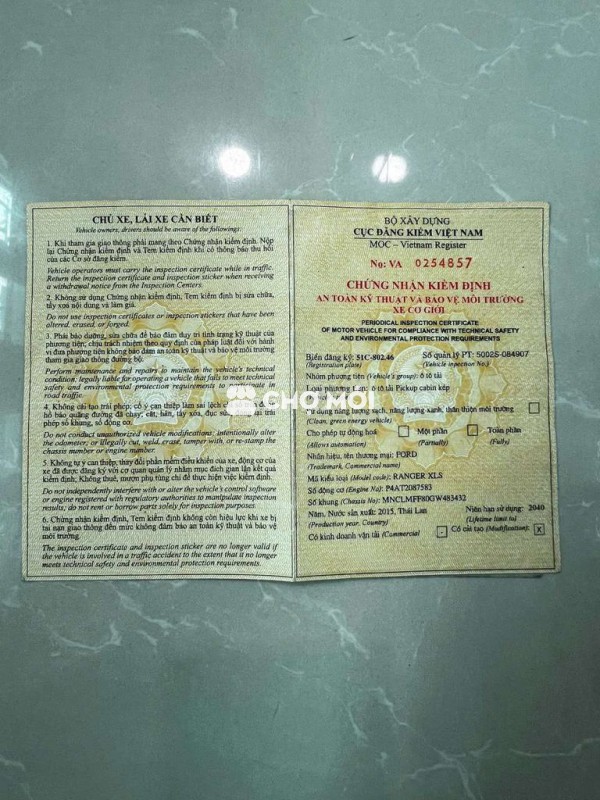 CHỦ XE, LÁI XE CẦN BIẾT
Vehicle owners, drivers should be aware of the followings:
1. Khi tham gia giao thông phải mang theo Chứng nhận kiểm định. Nộp
lại Chứng nhận kiểm định và Tem kiểm định khi có thông báo thu hồi
của các Cơ sở đăng kiểm.
Vehicle operators must carry the inspection certificate while in traffic.
Return the inspection certificate and inspection sticker when receiving
a withdrawal notice from the Inspection Centers.
2. Không sử dụng Chứng nhận kiểm định, Tem kiểm định bị sửa chữa,
tẩy xoá nội dung và làm giả.
Do not use inspection certificates or inspection stickers that have been
altered, erased, or forged.
3. Phải bảo dưỡng, sửa chữa để bảo đảm duy trì tình trạng kỹ thuật của
phương tiện; chịu trách nhiệm theo quy định của pháp luật đối với hành
vi đưa phương tiện không bảo đảm an toàn kỹ thuật và bảo vệ môi trường
tham gia giao thông đường bộ.
Perform maintenance and repairs to maintain the vehicle's technical
condition, legally liable for operating a vehicle that fails to meet technical
safety and environmental protection requirements to participate in
road traffic.
4. Không cải tạo trái phép; cố ý can thiệp làm sai lệch chỉ số
hồ báo quãng đường đã chạy; cắt, hàn, tẩy xóa, đục sửa, đóng lại trái
phép số khung, số động cơ.
Do not conduct unauthorized vehicle modifications; intentionally alter
the odometer; or illegally cut, weld, erase, tamper with, or re-stamp the
chassis number or engine number.
5. Không tự ý can thiệp, thay đổi phần mềm điều khiển của xe, động cơ của
xe đã được đăng ký với cơ quan quản lý nhằm mục đích gian lận kết quả
kiểm định; Không thuê, mượn phụ tùng chỉ để thực hiện việc kiểm định.
Do not independently interfere with or alter the vehicle's control software
or engine registered with regulatory authorities to manipulate inspection
results; do not rent or borrow parts solely for inspection purposes.
6. Chứng nhận kiểm định, Tem kiểm định không còn hiệu lực khi xe bị
tai nạn giao thông đến mức không đảm bảo an toàn kỹ thuật và bảo vệ
môi trường.
The inspection certificate and inspection sticker are no longer valid if
the vehicle is involved in a traffic accident to the extent that it no longer
meets technical safety and environmental protection requirements.
BỘ XÂY DỰNG
CỤC ĐĂNG KIỂM VIỆT NAM
MOC – Vietnam Register
No: VA 0254857
CHỨNG NHẬN KIỂM ĐỊNH
AN TOÀN KỸ THUẬT VÀ BẢO VỆ MÔI TRƯỜNG
XE CƠ GIỚI
PERIODICAL INSPECTION CERTIFICATE
OF MOTOR VEHICLE FOR COMPLIANCE WITH TECHNICAL SAFETY
AND ENVIRONMENTAL PROTECTION REQUIREMENTS
Biển đăng ký: 51C-802.46 Số quản lý PT: 5002S-084907
(Registration plate) (Vehicle inspection No.)
Nhóm phương tiện (Vehicle's group): ô tô tải
Loại phương tiện: ô tô tải Pickup cabin kép
CHO MOI
Sử dụng năng lượng sạch, năng lượng xanh, thân thiện môi trường
(Clean, green energy vehicle)
Cho phép tự động hoá Một phần Toàn phần
(Allows automation) (Partially) (Fully)
Nhãn hiệu, tên thương mại: FORD
(Trademark, Commercial name)
Mã kiểu loại (Model code): RANGER XLS
Số động cơ (Engine No): P4AT2087583
Số khung (Chassis No): MNCLMFF80GW483432
Năm, Nước sản xuất: 2015, Thái Lan Niên hạn sử dụng: 2040
(Production year, Country) (Lifetime limit to)
Có kinh doanh vận tải (Commercial - Có cải tạo (Modification): X